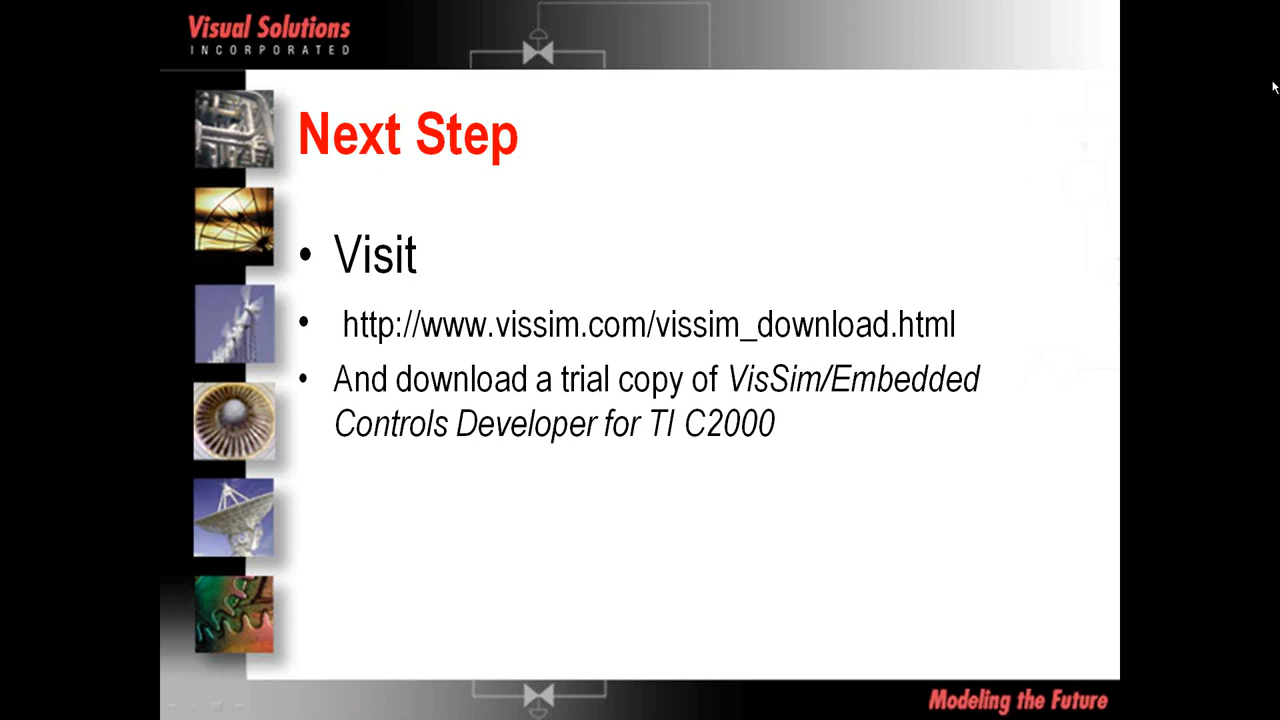 Visual Solutions
INCORPORATED
Next Step
• Visit
• http://www.vissim.com/vissim_download.html
• And download a trial copy of VisSim/Embedded
Controls Developer for TI C2000
Modeling the Future